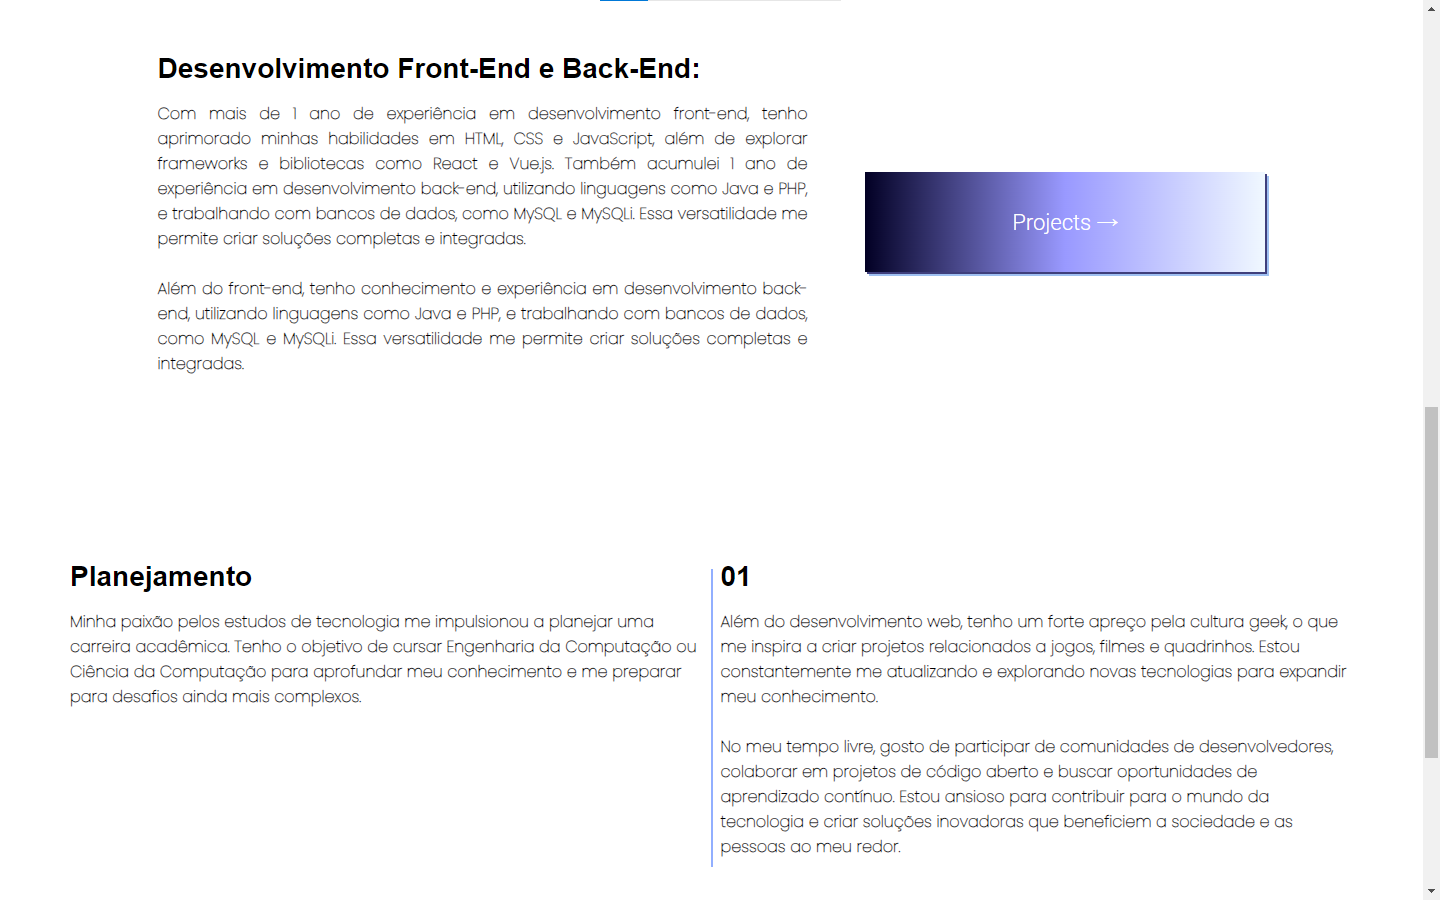 Desenvolvimento Front-End e Back-End:
Com mais de 1 ano de experiência em desenvolvimento front-end, tenho
aprimorado minhas habilidades em HTML, CSS e JavaScript, além de explorar
frameworks e bibliotecas como React e Vue.js. Também acumulei 1 ano de
experiência em desenvolvimento back-end, utilizando linguagens como Java e PHP,
e trabalhando com bancos de dados, como MySQL e MySQLi. Essa versatilidade me
permite criar soluções completas e integradas.
Além do front-end, tenho conhecimento e experiência em desenvolvimento back-
end, utilizando linguagens como Java e PHP, e trabalhando com bancos de dados,
como MySQL e MySQLi. Essa versatilidade me permite criar soluções completas e
integradas.
Projects →
Planejamento
Minha paixão pelos estudos de tecnologia me impulsionou a planejar uma
carreira acadêmica. Tenho o objetivo de cursar Engenharia da Computação ou
Ciência da Computação para aprofundar meu conhecimento e me preparar
para desafios ainda mais complexos.
01
Além do desenvolvimento web, tenho um forte apreço pela cultura geek, o que
me inspira a criar projetos relacionados a jogos, filmes e quadrinhos. Estou
constantemente me atualizando e explorando novas tecnologias para expandir
meu conhecimento.
No meu tempo livre, gosto de participar de comunidades de desenvolvedores,
colaborar em projetos de código aberto e buscar oportunidades de
aprendizado contínuo. Estou ansioso para contribuir para o mundo da
tecnologia e criar soluções inovadoras que beneficiem a sociedade e as
pessoas ao meu redor.